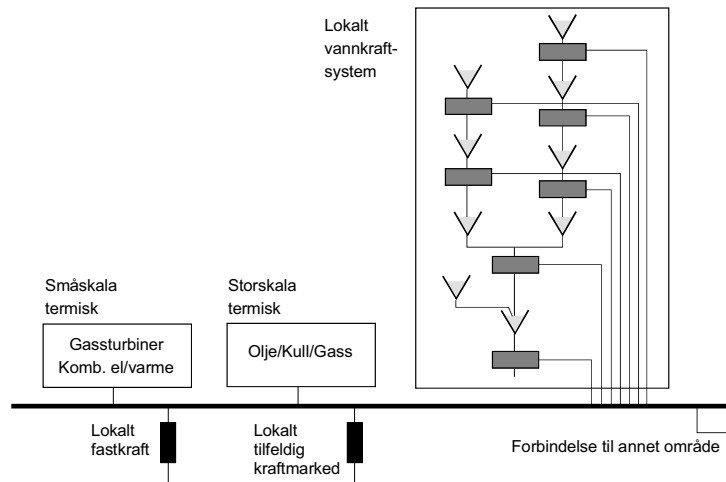 Lokalt
vannkraft-
system
Småskala
termisk
Gassturbiner
Komb. el/varme
Storskala
termisk
Olje/Kull/Gass
Lokalt
fastkraft
Lokalt
tilfeldig
kraftmarked
Forbindelse til annet område